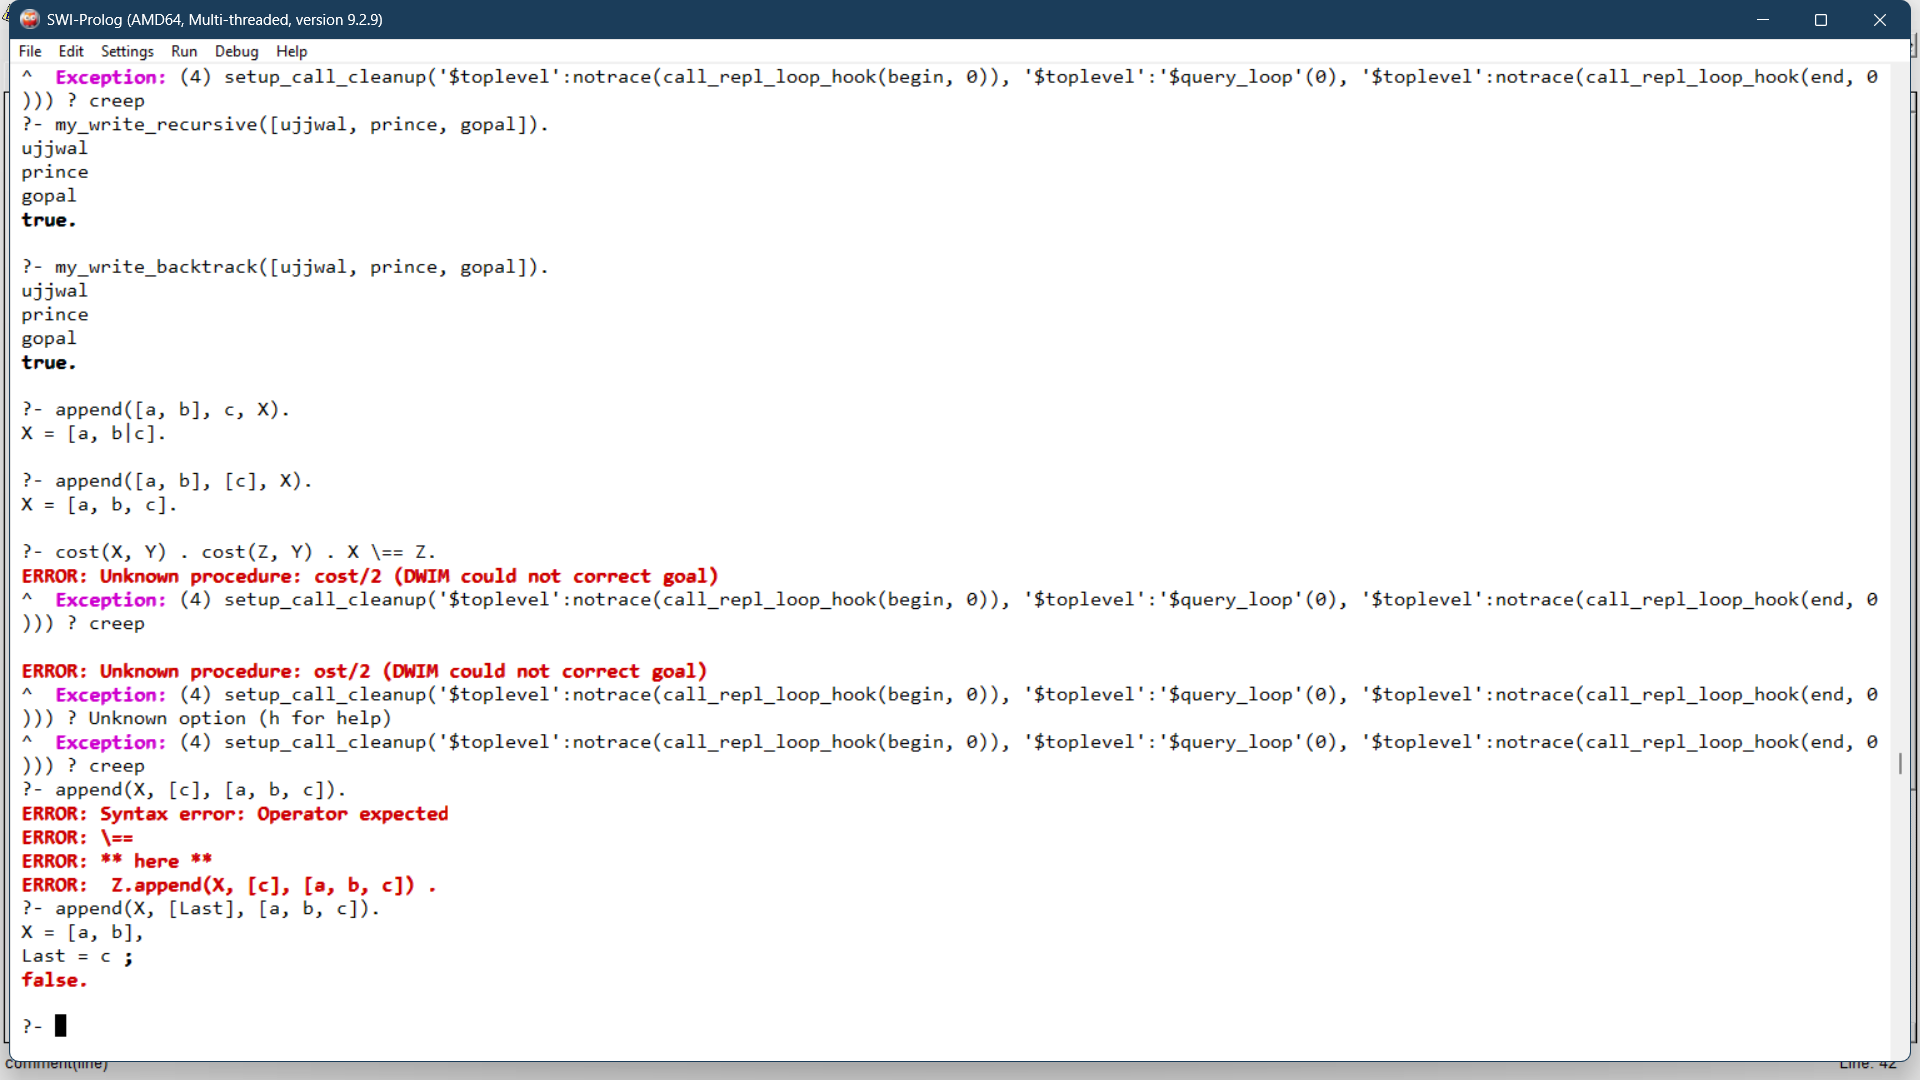 SWI-Prolog (AMD64, Multi-threaded, version 9.2.9)
File Edit Settings Run Debug Help
^  Exception: (4) setup_call_cleanup('$toplevel':notrace(call_repl_loop_hook(begin, 0)), '$toplevel':'$query_loop'(0), '$toplevel':notrace(call_repl_loop_hook(end, 0
))) ? creep
?- my_write_recursive([ujjwal, prince, gopal]).
ujjwal
prince
gopal
true.
?- my_write_backtrack([ujjwal, prince, gopal]).
ujjwal
prince
gopal
true.
?- append([a, b], c, X).
X = [a, b|c].
?- append([a, b], [c], X).
X = [a, b, c].
?- cost(X, Y) . cost(Z, Y) . X \== Z.
ERROR: Unknown procedure: cost/2 (DWIM could not correct goal)
^  Exception: (4) setup_call_cleanup('$toplevel':notrace(call_repl_loop_hook(begin, 0)), '$toplevel':'$query_loop'(0), '$toplevel':notrace(call_repl_loop_hook(end, 0
))) ? creep
ERROR: Unknown procedure: ost/2 (DWIM could not correct goal)
^  Exception: (4) setup_call_cleanup('$toplevel':notrace(call_repl_loop_hook(begin, 0)), '$toplevel':'$query_loop'(0), '$toplevel':notrace(call_repl_loop_hook(end, 0
))) ? Unknown option (h for help)
^  Exception: (4) setup_call_cleanup('$toplevel':notrace(call_repl_loop_hook(begin, 0)), '$toplevel':'$query_loop'(0), '$toplevel':notrace(call_repl_loop_hook(end, 0
))) ? creep
?- append(X, [c], [a, b, c]).
ERROR: Syntax error: Operator expected
ERROR: \==
ERROR: ** here **
ERROR:  Z.append(X, [c], [a, b, c]) .
?- append(X, [Last], [a, b, c]).
X = [a, b],
Last = c ;
false.
?-
comment(line)
Line: 42